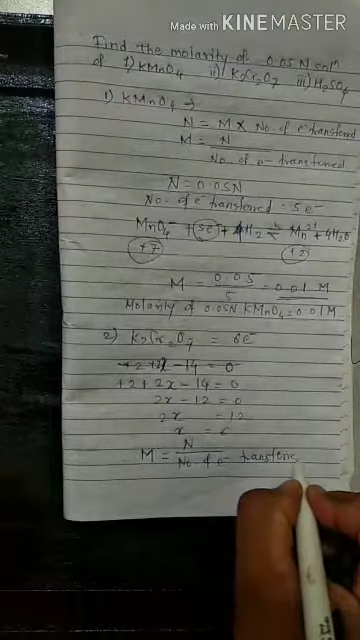 Made with KINEMASTER
Find the molarity of 0.05 N solⁿ
of 1) KMnO4 ii) K2Cr2O7 iii) H2SO4
1) KMnO4 ⇒
N = M × No. of e⁻ transferred
M = N
No. of e⁻ transferred
N = 0.05N
No. of e⁻ transferred = 5e⁻
MnO4⁻ + 5e⁻ + 4H2 ⇌ Mn²⁺ + 4H2O
+7 +2
M = 0.05 / 5 = 0.01 M
Molarity of 0.05N KMnO4 = 0.01M
2) K2Cr2O7 = 6e⁻
+2+2x -14 = 0
+2 + 2x - 14 = 0
2x - 12 = 0
2x 12
x = 6
M = N
No. of e⁻ transferre